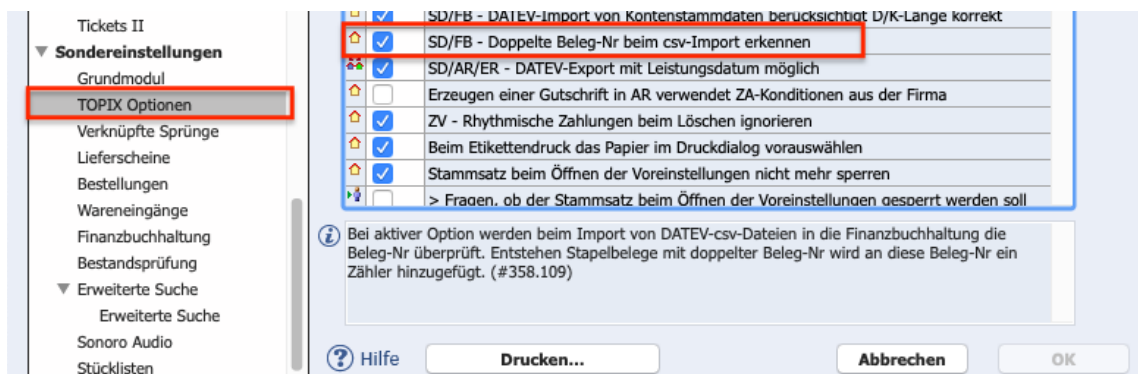 Tickets II
Sondereinstellungen
Grundmodul
TOPIX Optionen
Verknüpfte Sprünge
Lieferscheine
Bestellungen
Wareneingänge
Finanzbuchhaltung
Bestandsprüfung
Erweiterte Suche
Erweiterte Suche
Sonoro Audio
Stücklisten
SD/FB - DATEV-Import von Kontenstammdaten berücksichtigt D/K-Länge korrekt
SD/FB - Doppelte Beleg-Nr beim csv-Import erkennen
SD/AR/ER - DATEV-Export mit Leistungsdatum möglich
Erzeugen einer Gutschrift in AR verwendet ZA-Konditionen aus der Firma
ZV - Rhythmische Zahlungen beim Löschen ignorieren
Beim Etikettendruck das Papier im Druckdialog vorauswählen
Stammsatz beim Öffnen der Voreinstellungen nicht mehr sperren
> Fragen, ob der Stammsatz beim Öffnen der Voreinstellungen gesperrt werden soll
Bei aktiver Option werden beim Import von DATEV-csv-Dateien in die Finanzbuchhaltung die
Beleg-Nr überprüft. Entstehen Stapelbelege mit doppelter Beleg-Nr wird an diese Beleg-Nr ein
Zähler hinzugefügt. (#358.109)
? Hilfe
Drucken...
Abbrechen
OK